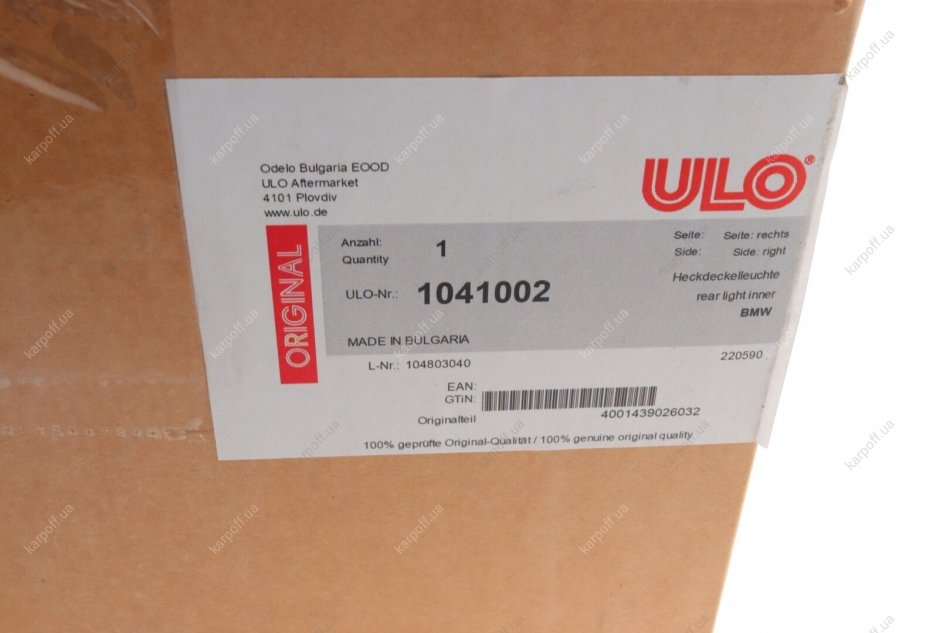 Odelo Bulgaria EOOD
ULO Aftermarket
4101 Plovdiv
www.ulo.de
ULO®
ORIGINAL
Anzahl: 1
Quantity
Seite: Seite: rechts
Side: Side: right
ULO-Nr.: 1041002
Heckdeckelleuchte
rear light inner
BMW
MADE IN BULGARIA
L-Nr.: 104803040
220590
EAN:
GTiN:
4001439026032
Originalteil
100% geprüfte Original-Qualität / 100% genuine original quality
karpoff.ua